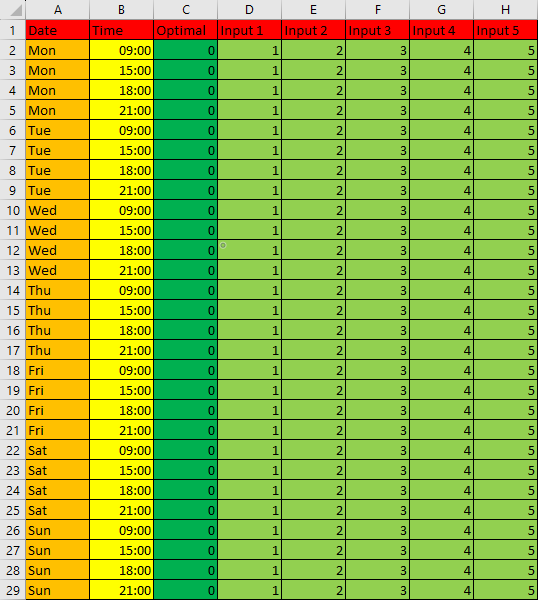 A B C D E F G H
1 Date Time Optimal Input 1 Input 2 Input 3 Input 4 Input 5
2 Mon 09:00 0 1 2 3 4 5
3 Mon 15:00 0 1 2 3 4 5
4 Mon 18:00 0 1 2 3 4 5
5 Mon 21:00 0 1 2 3 4 5
6 Tue 09:00 0 1 2 3 4 5
7 Tue 15:00 0 1 2 3 4 5
8 Tue 18:00 0 1 2 3 4 5
9 Tue 21:00 0 1 2 3 4 5
10 Wed 09:00 0 1 2 3 4 5
11 Wed 15:00 0 1 2 3 4 5
12 Wed 18:00 0 1 2 3 4 5
13 Wed 21:00 0 1 2 3 4 5
14 Thu 09:00 0 1 2 3 4 5
15 Thu 15:00 0 1 2 3 4 5
16 Thu 18:00 0 1 2 3 4 5
17 Thu 21:00 0 1 2 3 4 5
18 Fri 09:00 0 1 2 3 4 5
19 Fri 15:00 0 1 2 3 4 5
20 Fri 18:00 0 1 2 3 4 5
21 Fri 21:00 0 1 2 3 4 5
22 Sat 09:00 0 1 2 3 4 5
23 Sat 15:00 0 1 2 3 4 5
24 Sat 18:00 0 1 2 3 4 5
25 Sat 21:00 0 1 2 3 4 5
26 Sun 09:00 0 1 2 3 4 5
27 Sun 15:00 0 1 2 3 4 5
28 Sun 18:00 0 1 2 3 4 5
29 Sun 21:00 0 1 2 3 4 5